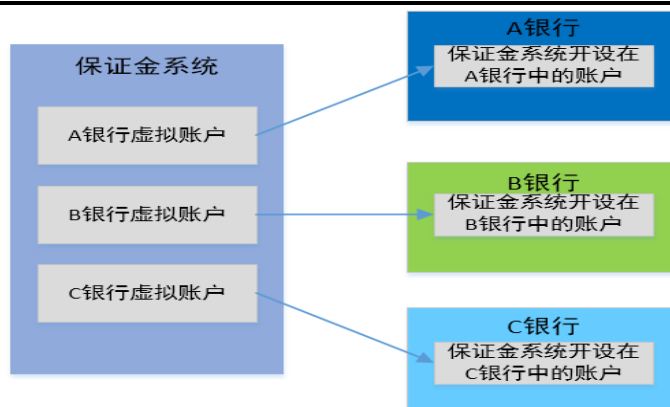 保证金系统
A银行虚拟账户
B银行虚拟账户
C银行虚拟账户
A银行
保证金系统开设在
A银行中的账户
B银行
保证金系统开设在
B银行中的账户
C银行
保证金系统开设在
C银行中的账户